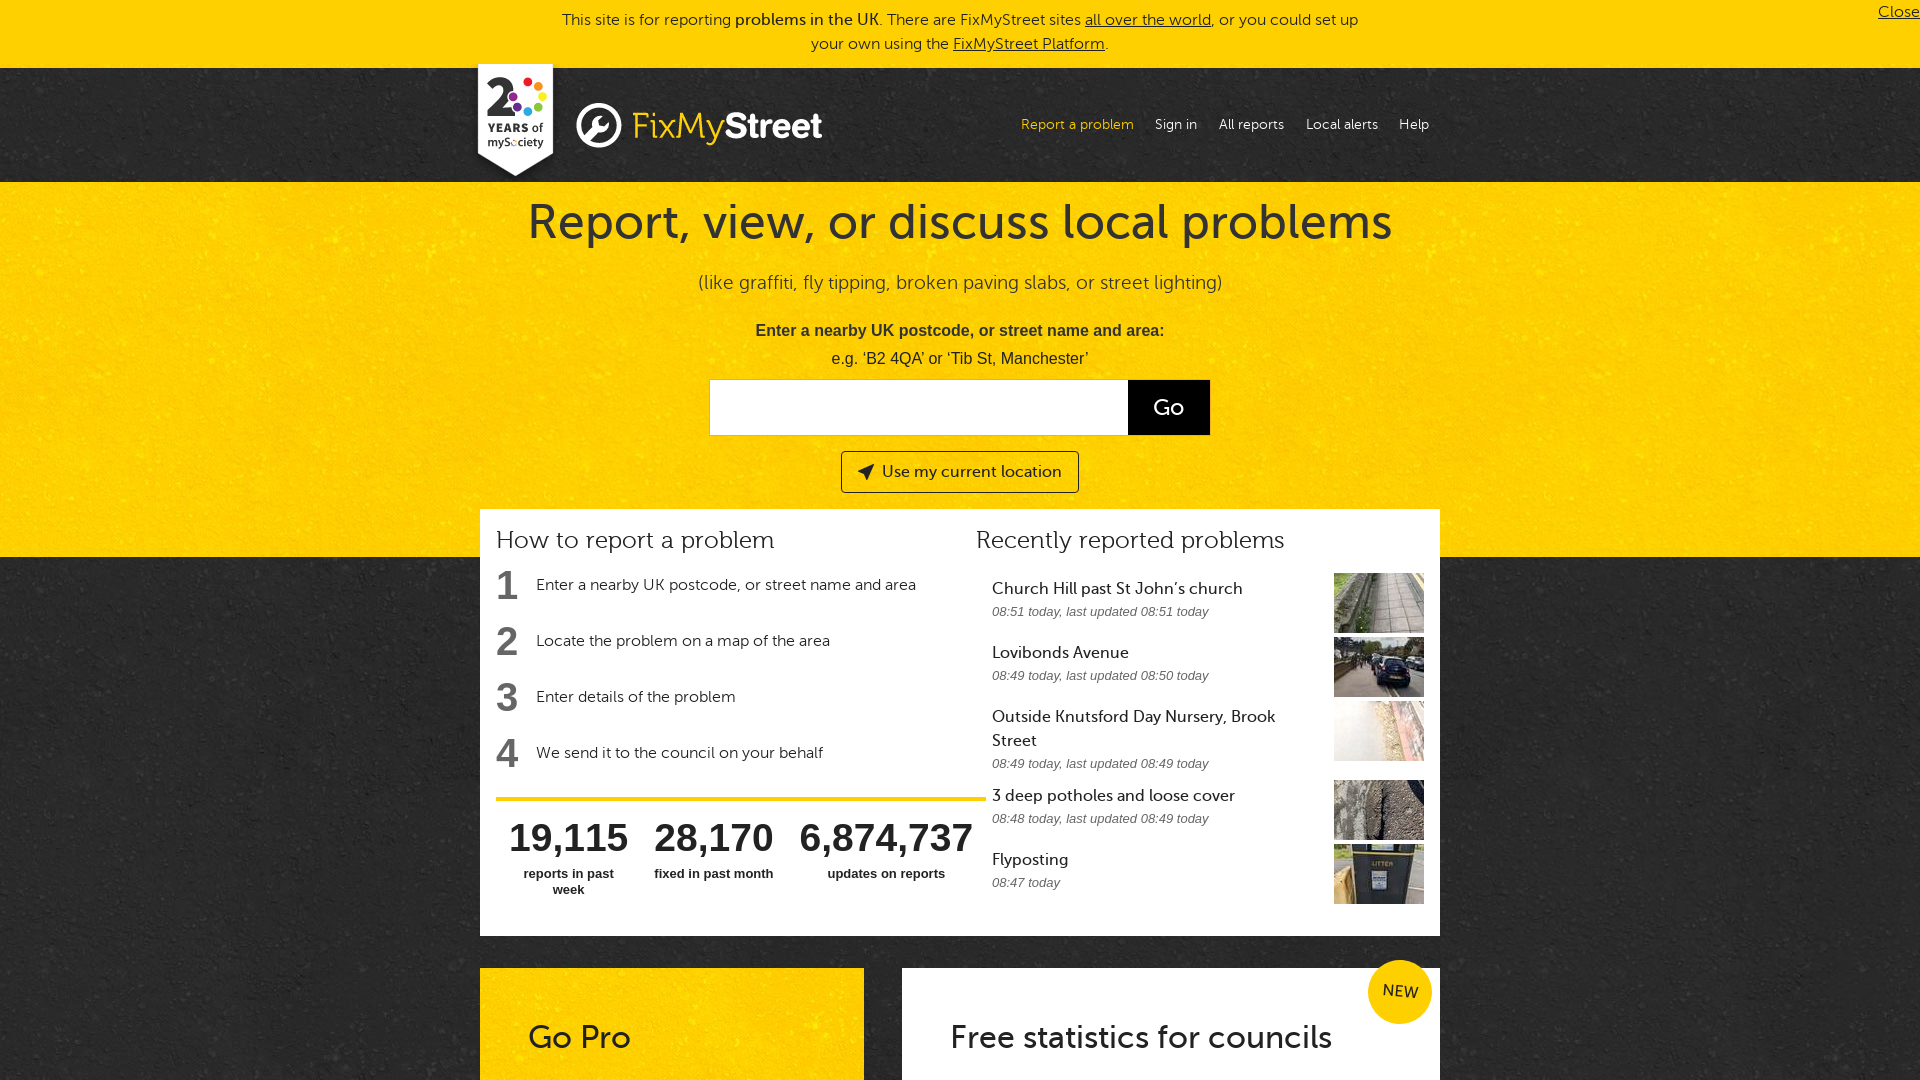 This site is for reporting problems in the UK. There are FixMyStreet sites all over the world, or you could set up
your own using the FixMyStreet Platform.
Close
20
YEARS of
mySociety
FixMyStreet
Report a problem
Sign in
All reports
Local alerts
Help
Report, view, or discuss local problems
(like graffiti, fly tipping, broken paving slabs, or street lighting)
Enter a nearby UK postcode, or street name and area:
e.g. ‘B2 4QA’ or ‘Tib St, Manchester’
Go
Use my current location
How to report a problem
1 Enter a nearby UK postcode, or street name and area
2 Locate the problem on a map of the area
3 Enter details of the problem
4 We send it to the council on your behalf
19,115
reports in past
week
28,170
fixed in past month
6,874,737
updates on reports
Recently reported problems
Church Hill past St John’s church
08:51 today, last updated 08:51 today
Lovibonds Avenue
08:49 today, last updated 08:50 today
Outside Knutsford Day Nursery, Brook
Street
08:49 today, last updated 08:49 today
3 deep potholes and loose cover
08:48 today, last updated 08:49 today
Flyposting
08:47 today
LITTER
Go Pro
NEW
Free statistics for councils